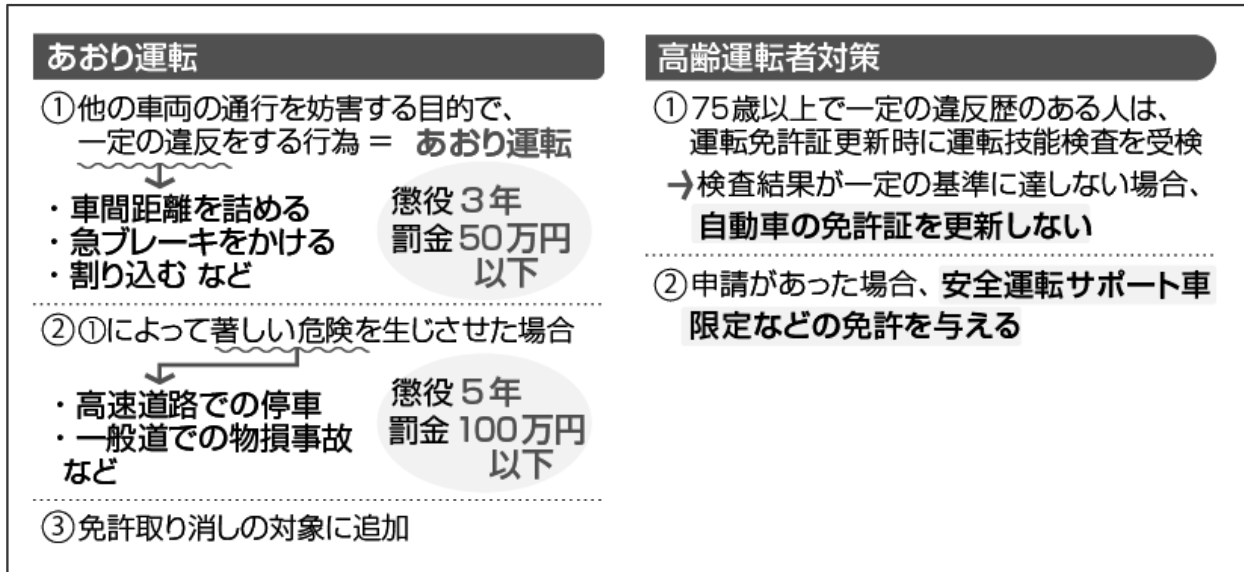 あおり運転
①他の車両の通行を妨害する目的で、
一定の違反をする行為 = あおり運転
・車間距離を詰める
・急ブレーキをかける
・割り込む など
懲役3年
罰金50万円
以下
②①によって著しい危険を生じさせた場合
・高速道路での停車
・一般道での物損事故
など
懲役5年
罰金100万円
以下
③免許取り消しの対象に追加
高齢運転者対策
①75歳以上で一定の違反歴のある人は、
運転免許証更新時に運転技能検査を受検
→検査結果が一定の基準に達しない場合、
自動車の免許証を更新しない
②申請があった場合、安全運転サポート車
限定などの免許を与える